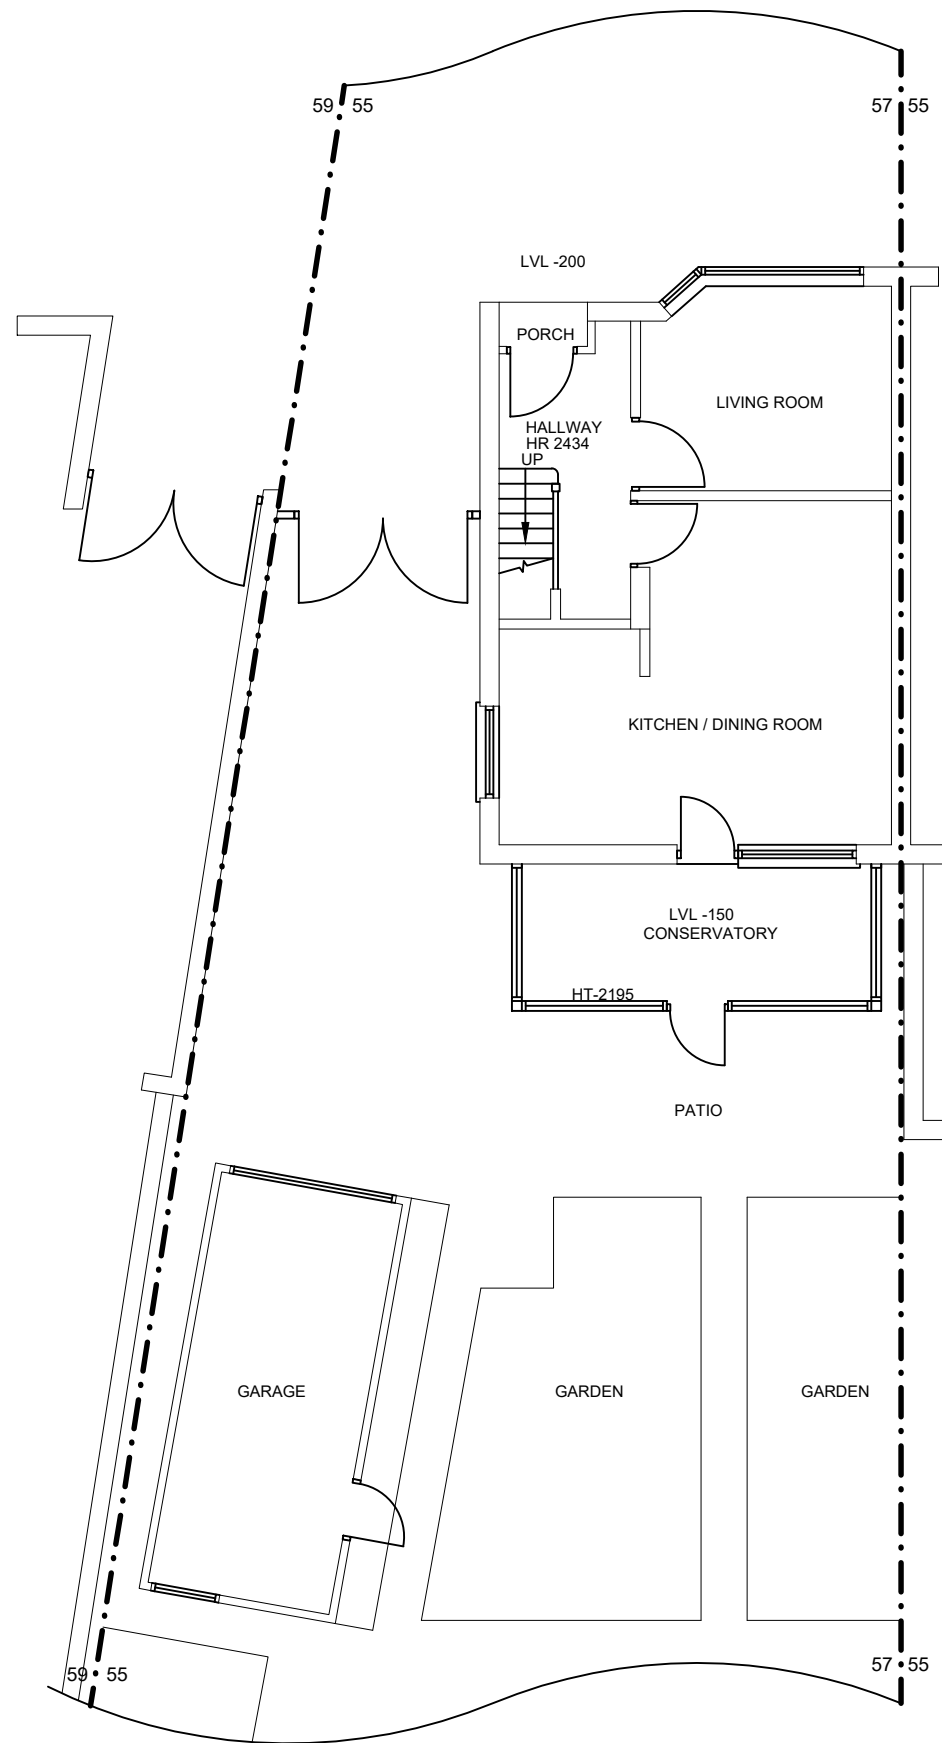 59 55
57 55
LVL -200
PORCH
LIVING ROOM
HALLWAY
HR 2434
UP
KITCHEN / DINING ROOM
LVL -150
CONSERVATORY
HT-2195
PATIO
GARAGE
GARDEN
GARDEN
59 55
57 55